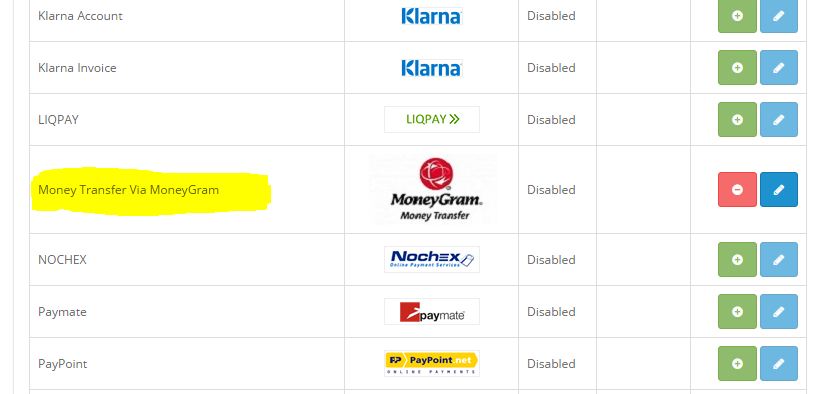 Klarna Account Klarna Disabled
Klarna Invoice Klarna Disabled
LIQPAY LIQPAY Disabled
Money Transfer Via MoneyGram MoneyGram. Money Transfer Disabled
NOCHEX Nochex Online Payment Services Disabled
Paymate paymate Disabled
PayPoint PP PayPoint.net ONLINE PAYMENTS Disabled